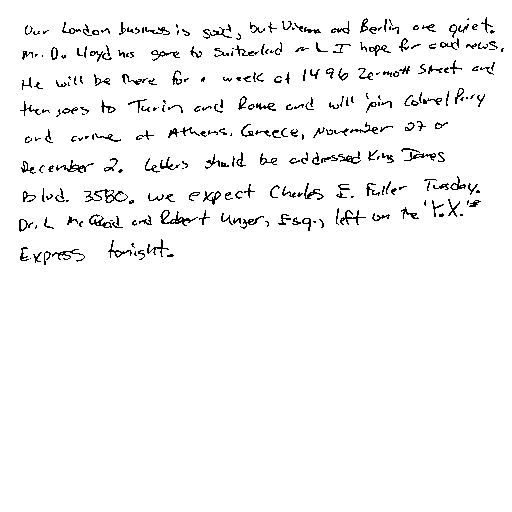 Our London business is good, but Vienna and Berlin are quiet.
Mr. D. Lloyd has gone to Switzerland and I hope for good news.
He will be there for a week at 1496 Zermott Street and
then goes to Turin and Rome and will join Colonel Parry
and arrive at Athens, Greece, November 27 or
December 2. Letters should be addressed King James
Blvd. 3580. We expect Charles E. Fuller Tuesday.
Dr. L. McQuaid and Robert Unger, Esq., left on the "Y.X."
Express tonight.